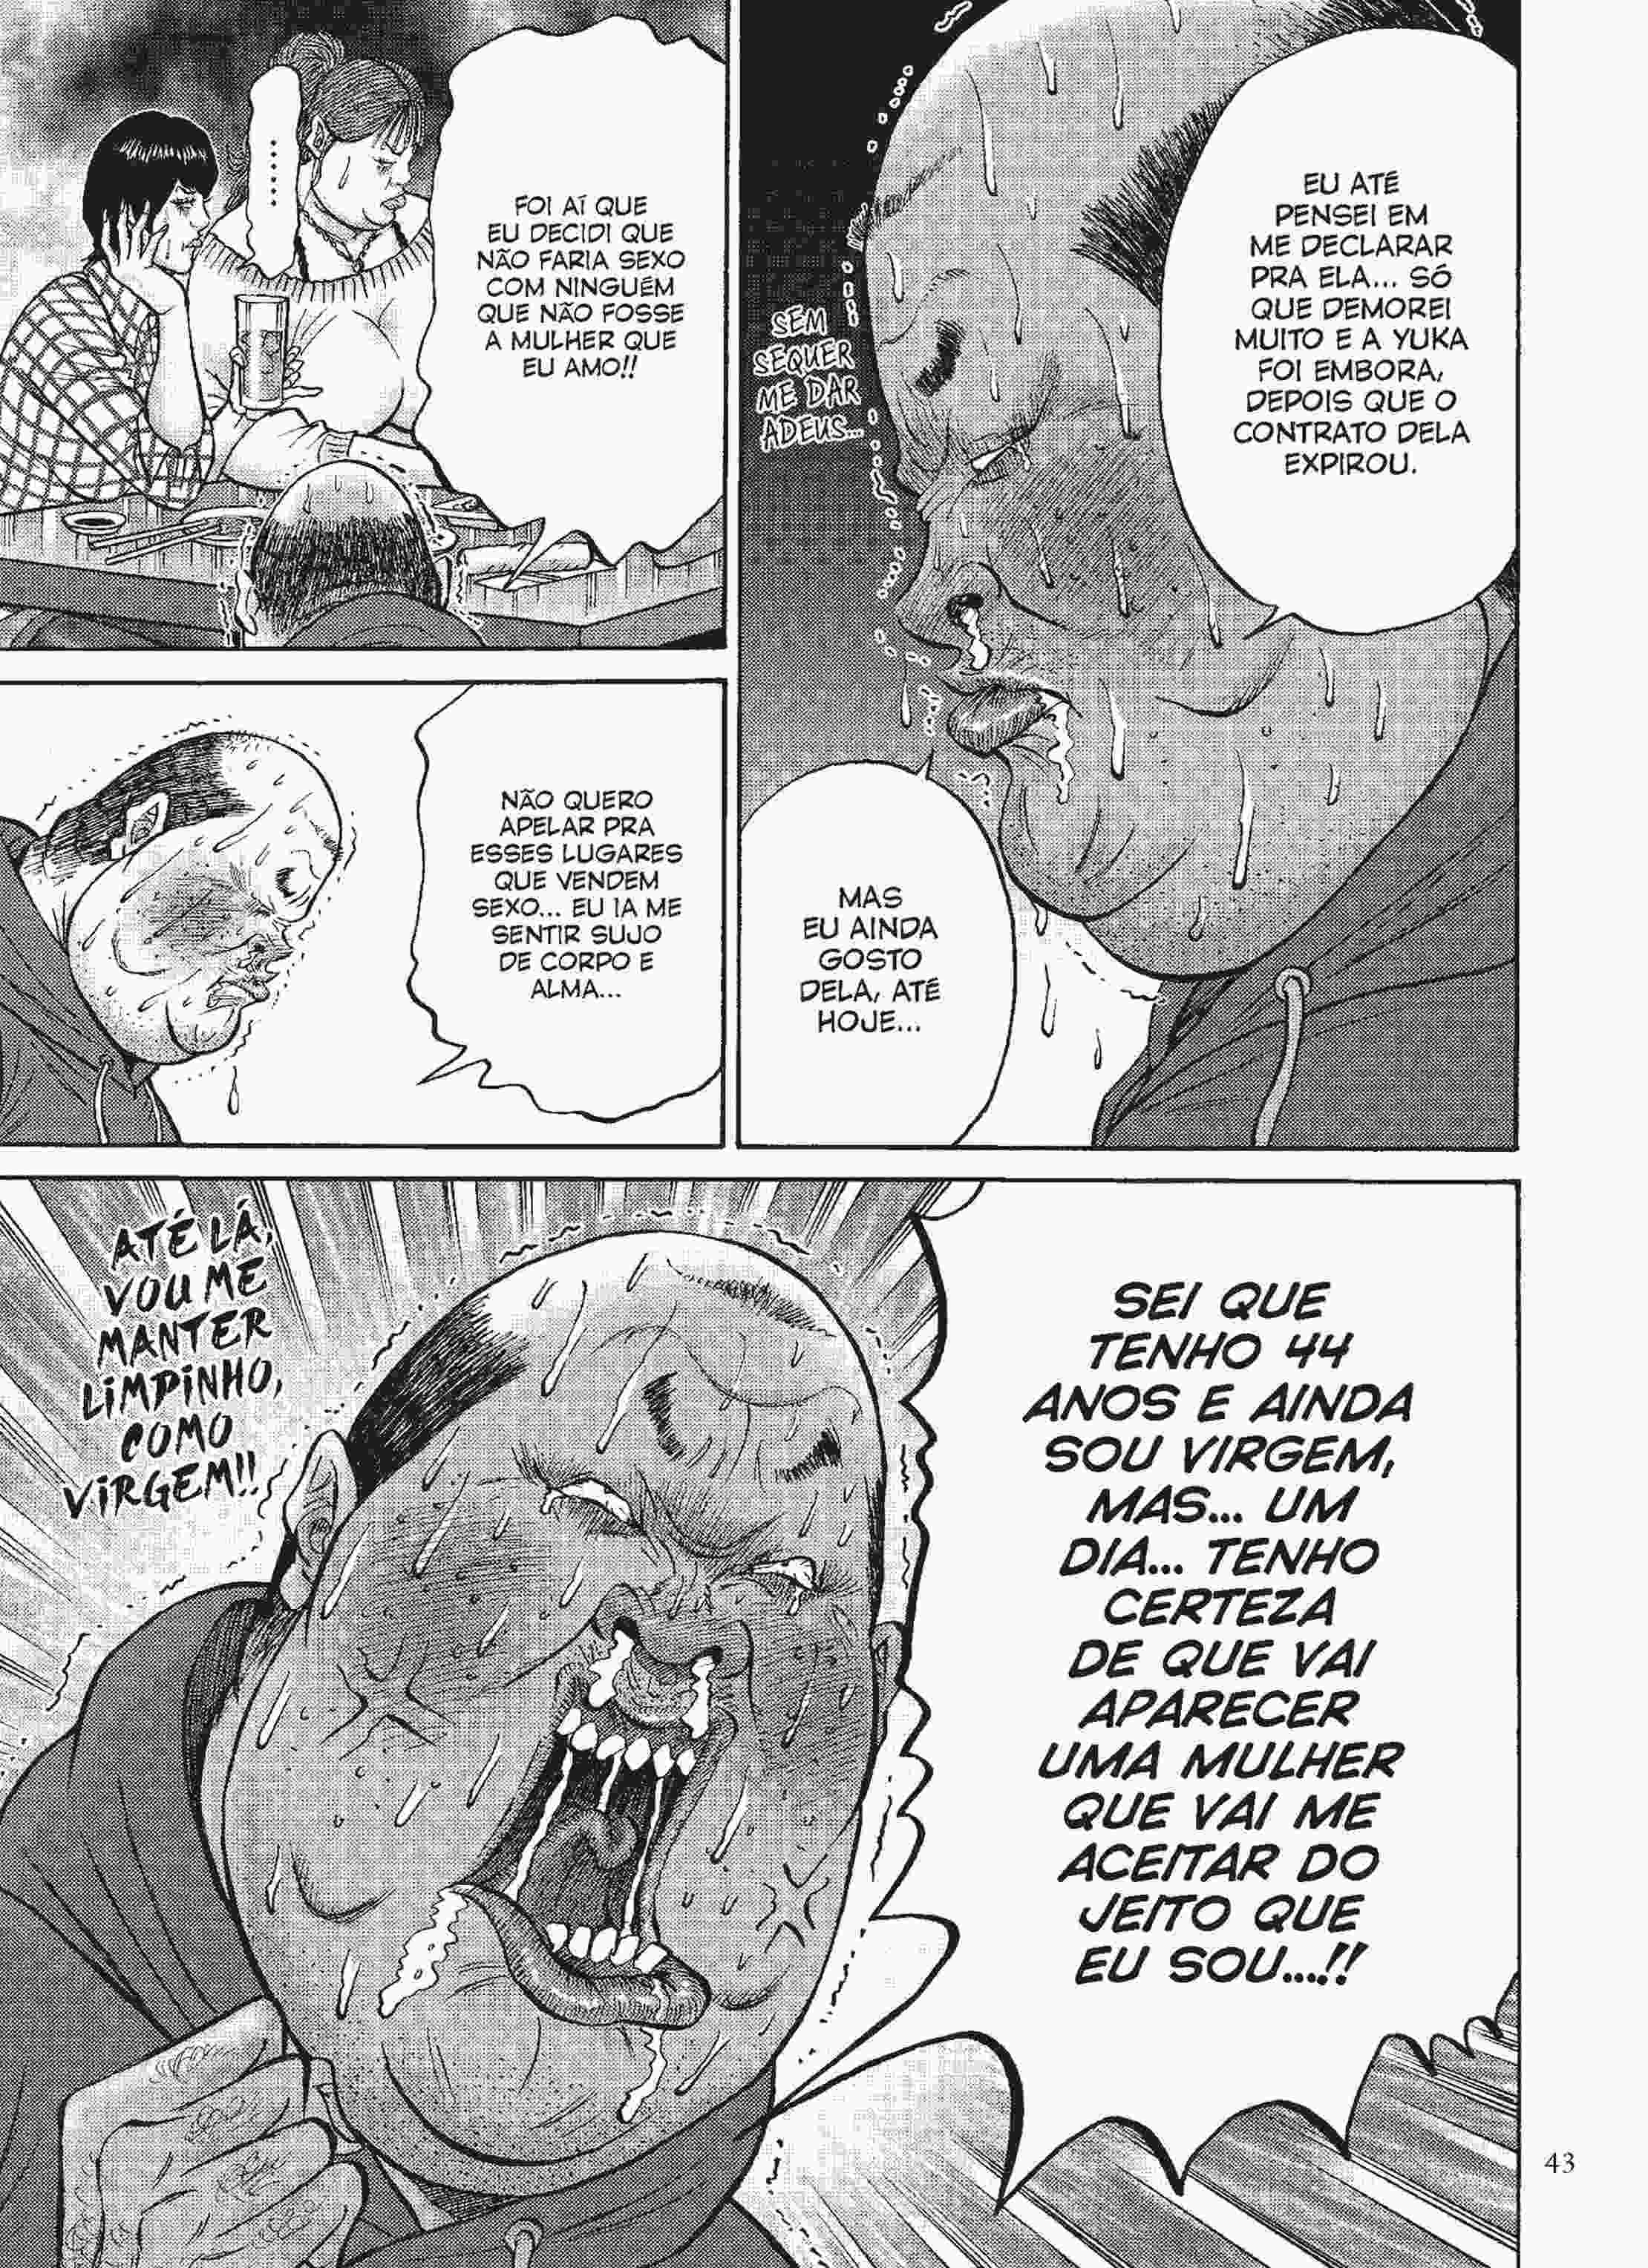 EU ATÉ
PENSEI EM
ME DECLARAR
PRA ELA... SÓ
QUE DEMOREI
MUITO E A YUKA
FOI EMBORA,
DEPOIS QUE O
CONTRATO DELA
EXPIROU.
SEM
SEQUER
ME DAR
ADEUS...
MAS
EU AINDA
GOSTO
DELA, ATÉ
HOJE...
FOI AÍ QUE
EU DECIDI QUE
NÃO FARIA SEXO
COM NINGUÉM
QUE NÃO FOSSE
A MULHER QUE
EU AMO!!
......
NÃO QUERO
APELAR PRA
ESSES LUGARES
QUE VENDEM
SEXO... EU IA ME
SENTIR SUJO
DE CORPO E
ALMA...
SEI QUE
TENHO 44
ANOS E AINDA
SOU VIRGEM,
MAS... UM
DIA... TENHO
CERTEZA
DE QUE VAI
APARECER
UMA MULHER
QUE VAI ME
ACEITAR DO
JEITO QUE
EU SOU...!!
ATÉ LÁ,
VOU ME
MANTER
LIMPINHO,
COMO
VIRGEM!!
43